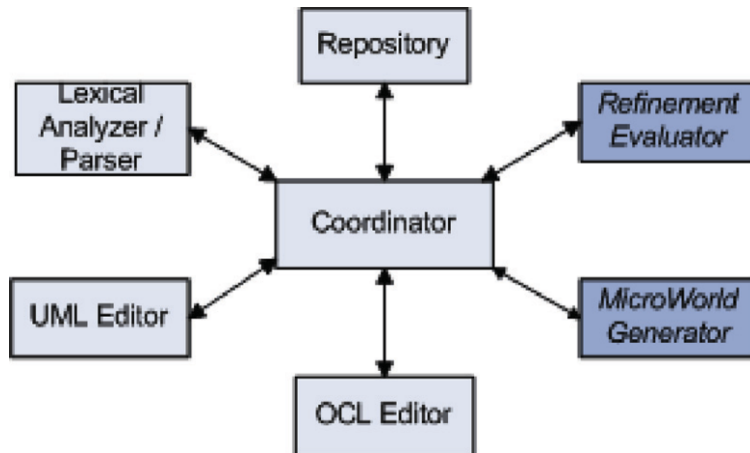 Repository
Lexical
Analyzer /
Parser
Refinement
Evaluator
Coordinator
UML Editor
MicroWorld
Generator
OCL Editor